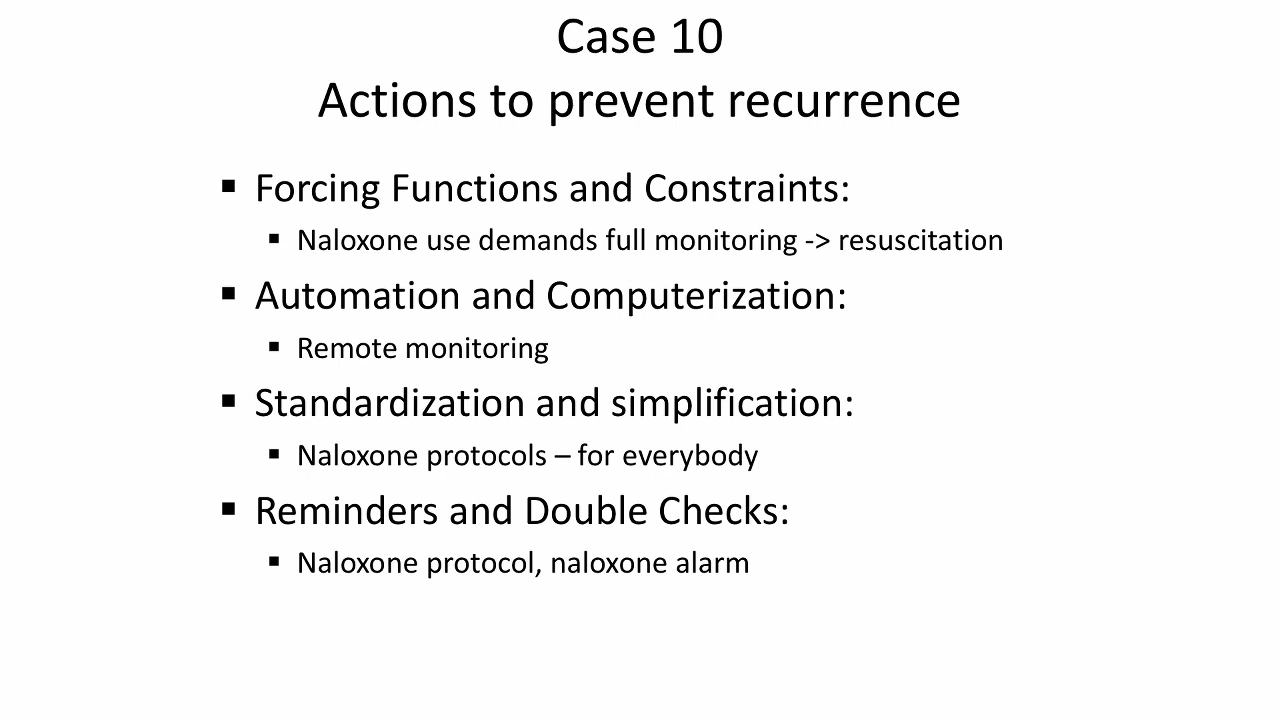 Case 10
Actions to prevent recurrence
▪ Forcing Functions and Constraints:
▪ Naloxone use demands full monitoring -> resuscitation
▪ Automation and Computerization:
▪ Remote monitoring
▪ Standardization and simplification:
▪ Naloxone protocols – for everybody
▪ Reminders and Double Checks:
▪ Naloxone protocol, naloxone alarm